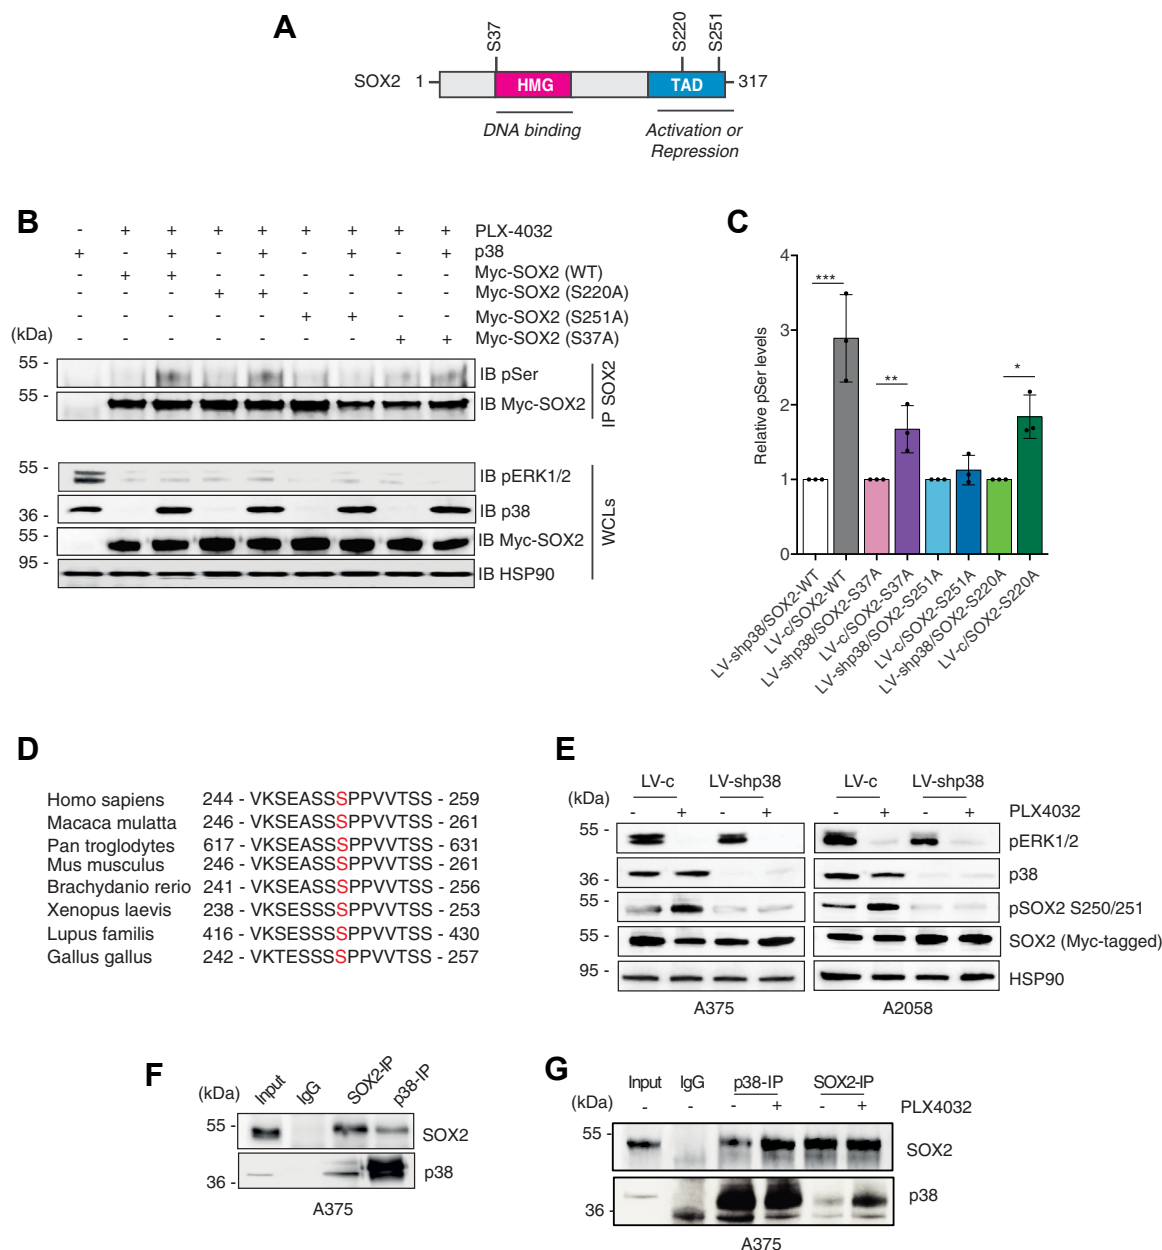 A
S37
S220
S251
SOX2 1 HMG TAD 317
DNA binding
Activation or
Repression
B
- + + + + + + + + PLX-4032
+ - + - + - + - + p38
- + + - - - - - - Myc-SOX2 (WT)
- - - + + - - - - Myc-SOX2 (S220A)
- - - - - + + - - Myc-SOX2 (S251A)
- - - - - - - + + Myc-SOX2 (S37A)
(kDa)
55 - IB pSer
55 - IB Myc-SOX2
IP SOX2
55 - IB pERK1/2
36 - IB p38
55 - IB Myc-SOX2
95 - IB HSP90
WCLs
C
Relative pSer levels
4
3
2
1
0
***
**
*
LV-shp38/SOX2-WT
LV-c/SOX2-WT
LV-shp38/SOX2-S37A
LV-c/SOX2-S37A
LV-shp38/SOX2-S251A
LV-c/SOX2-S251A
LV-shp38/SOX2-S220A
LV-c/SOX2-S220A
D
Homo sapiens 244 - VKSEASSSPPVVTSS - 259
Macaca mulatta 246 - VKSEASSSPPVVTSS - 261
Pan troglodytes 617 - VKSEASSSPPVVTSS - 631
Mus musculus 246 - VKSEASSSPPVVTSS - 261
Brachydanio rerio 241 - VKSEASSSPPVVTSS - 256
Xenopus laevis 238 - VKSESSSSPPVVTSS - 253
Lupus familis 416 - VKSEASSSPPVVTSS - 430
Gallus gallus 242 - VKTESSSSPPVVTSS - 257
E
LV-c LV-shp38 LV-c LV-shp38
(kDa) - + - + - + - + PLX4032
55 - pERK1/2
36 - p38
55 - pSOX2 S250/251
55 - SOX2 (Myc-tagged)
95 - HSP90
A375 A2058
F
(kDa) Input IgG SOX2-IP p38-IP
55 - SOX2
36 - p38
A375
G
Input IgG p38-IP SOX2-IP
(kDa) - - - + - + PLX4032
55 - SOX2
36 - p38
A375